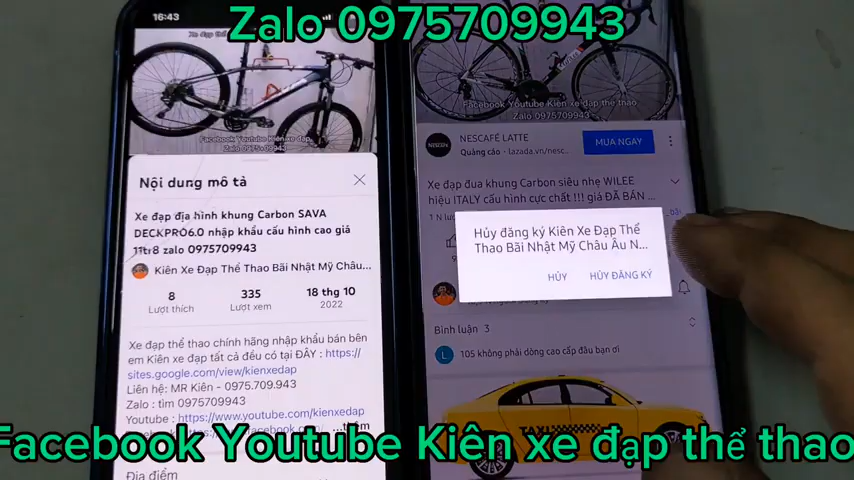 Zalo 0975709943
16:43
Xe đạp thể
Facebook Youtube Kiên xe đạp
Zalo 0975709943
Nội dung mô tả
Xe đạp địa hình khung Carbon SAVA
DECKPRO6.0 nhập khẩu cấu hình cao giá
11tr8 zalo 0975709943
Kiên Xe Đạp Thể Thao Bãi Nhật Mỹ Châu...
8
335
18 thg 10
Lượt thích
Lượt xem
2022
Xe đạp thể thao chính hãng nhập khẩu bán bên
em Kiên xe đạp tất cả đều có tại ĐÂY : https://
sites.google.com/view/kienxedap
Liên hệ: MR Kiên - 0975.709.943
Zalo : tìm 0975709943
Youtube : https://www.youtube.com/kienxedap
...thêm
Địa điểm
Facebook Youtube Kiên xe đạp thể thao
Zalo 0975709943
NESCAFÉ LATTE
Quảng cáo · lazada.vn/nesc...
MUA NGAY
Xe đạp đua khung Carbon siêu nhẹ WILEE
hiệu ITALY cấu hình cực chất !!! giá ĐÃ BÁN ...
Hủy đăng ký Kiên Xe Đạp Thể
Thao Bãi Nhật Mỹ Châu Âu N...
HỦY
HỦY ĐĂNG KÝ
Bình luận 3
L
105 không phải dòng cao cấp đâu bạn ơi
TAXI
Facebook Youtube Kiên xe đạp thể thao